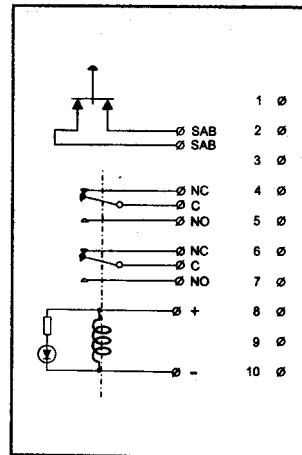 1 Ø
Ø SAB 2 Ø
Ø SAB
3 Ø
Ø NC 4 Ø
Ø C
Ø NO 5 Ø
Ø NC 6 Ø
Ø C
Ø NO 7 Ø
Ø + 8 Ø
9 Ø
Ø - 10 Ø